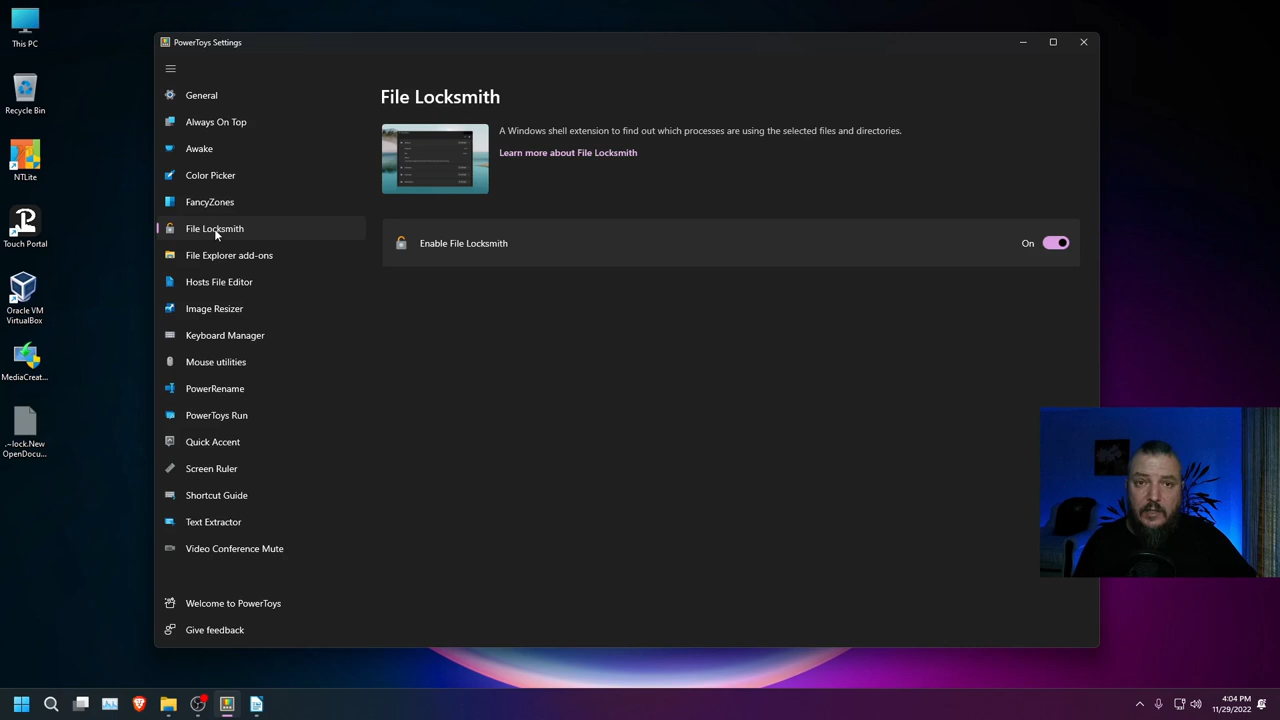 This PC
Recycle Bin
NTLite
Touch Portal
Oracle VM
VirtualBox
MediaCreat...
.~lock.New
OpenDocu...
PowerToys Settings
General
Always On Top
Awake
Color Picker
FancyZones
File Locksmith
File Explorer add-ons
Hosts File Editor
Image Resizer
Keyboard Manager
Mouse utilities
PowerRename
PowerToys Run
Quick Accent
Screen Ruler
Shortcut Guide
Text Extractor
Video Conference Mute
Welcome to PowerToys
Give feedback
File Locksmith
A Windows shell extension to find out which processes are using the selected files and directories.
Learn more about File Locksmith
Enable File Locksmith
On
4:04 PM
11/29/2022